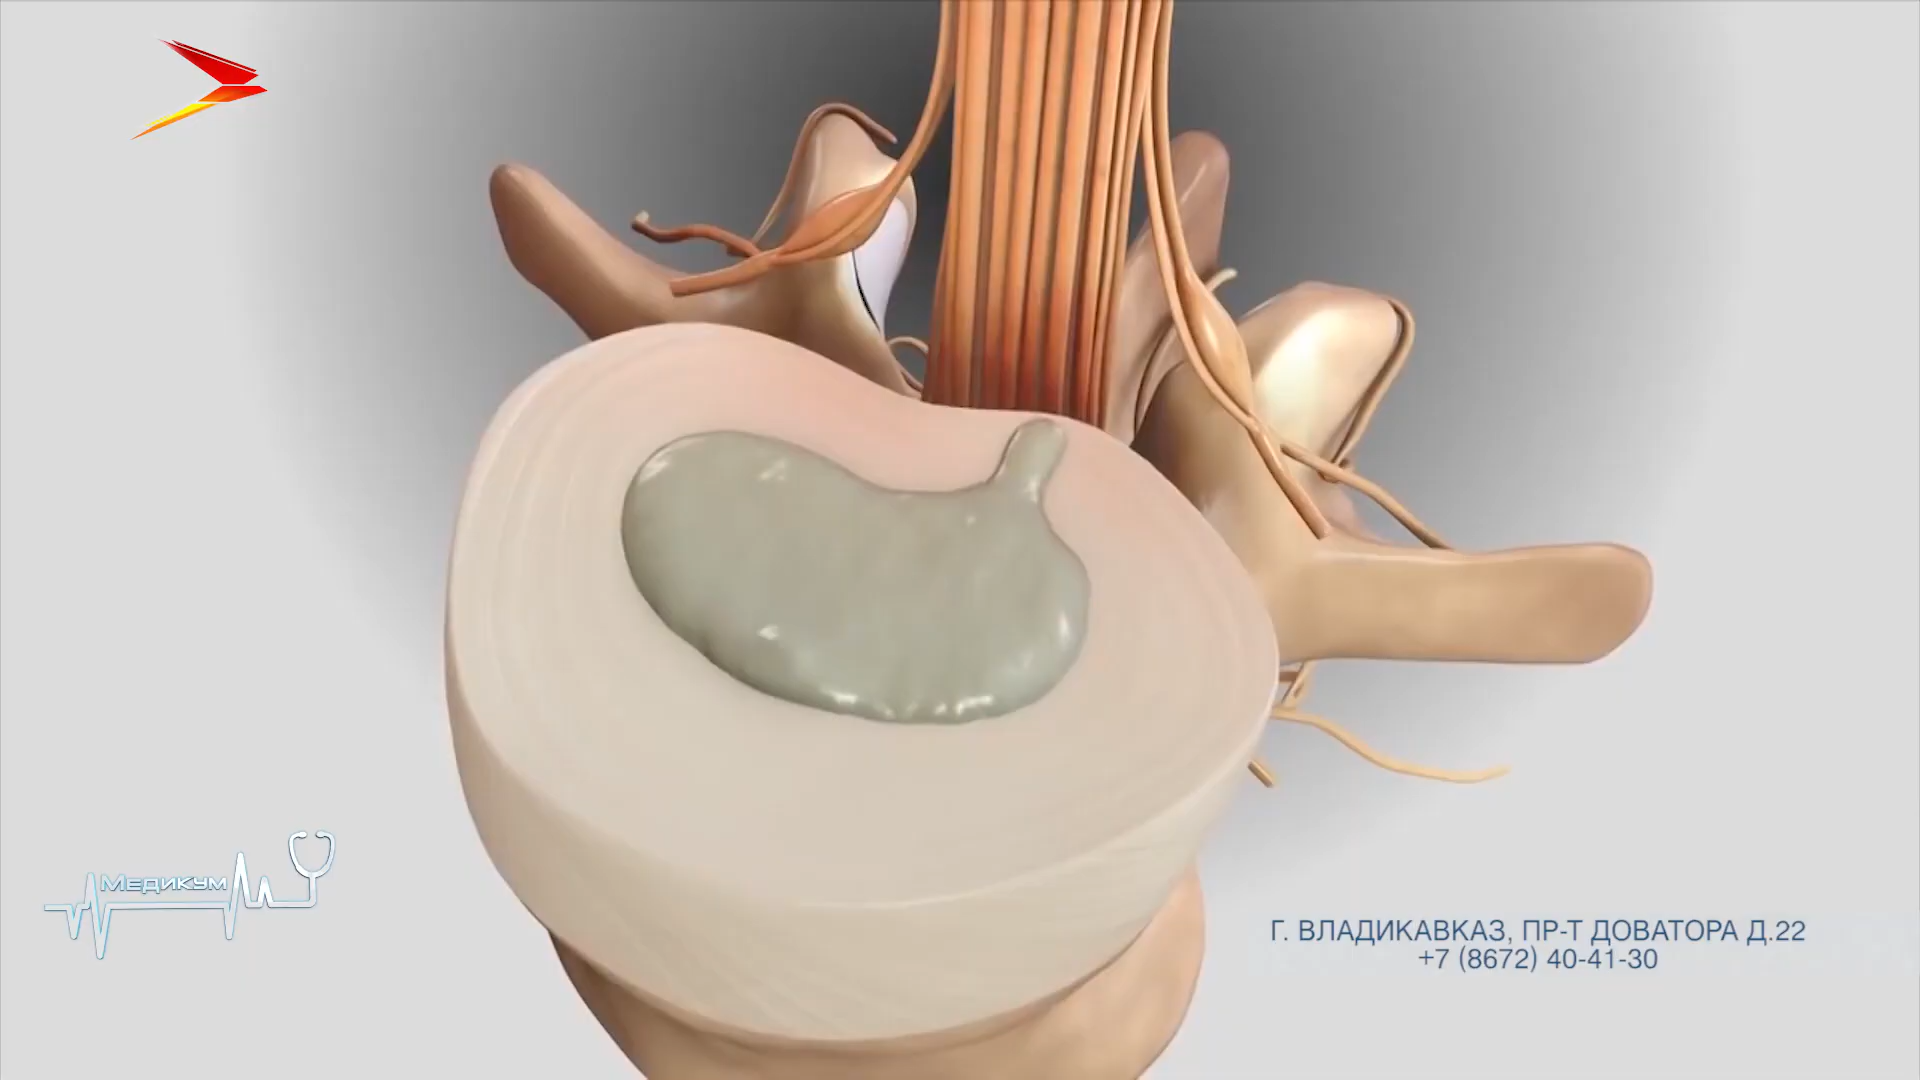 Медикум
Г. ВЛАДИКАВКАЗ, ПР-Т ДОВАТОРА Д.22
+7 (8672) 40-41-30